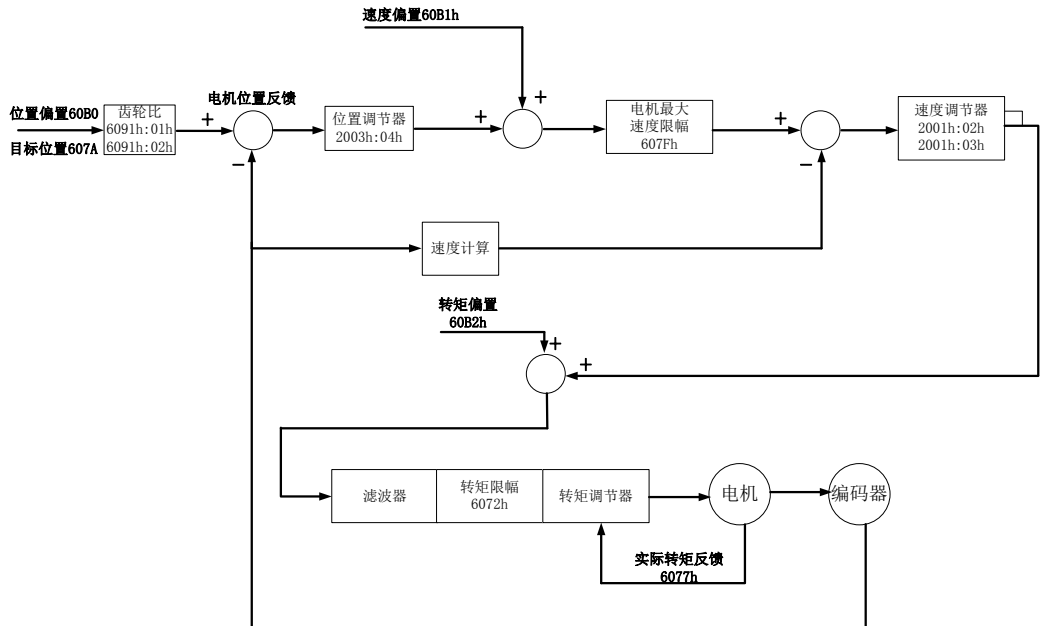 速度偏置60B1h
位置偏置60B0
目标位置607A
齿轮比
6091h:01h
6091h:02h
+
电机位置反馈
−
位置调节器
2003h:04h
+
+
电机最大
速度限幅
607Fh
+
−
速度调节器
2001h:02h
2001h:03h
速度计算
转矩偏置
60B2h
+
+
滤波器
转矩限幅
6072h
转矩调节器
电机
编码器
实际转矩反馈
6077h